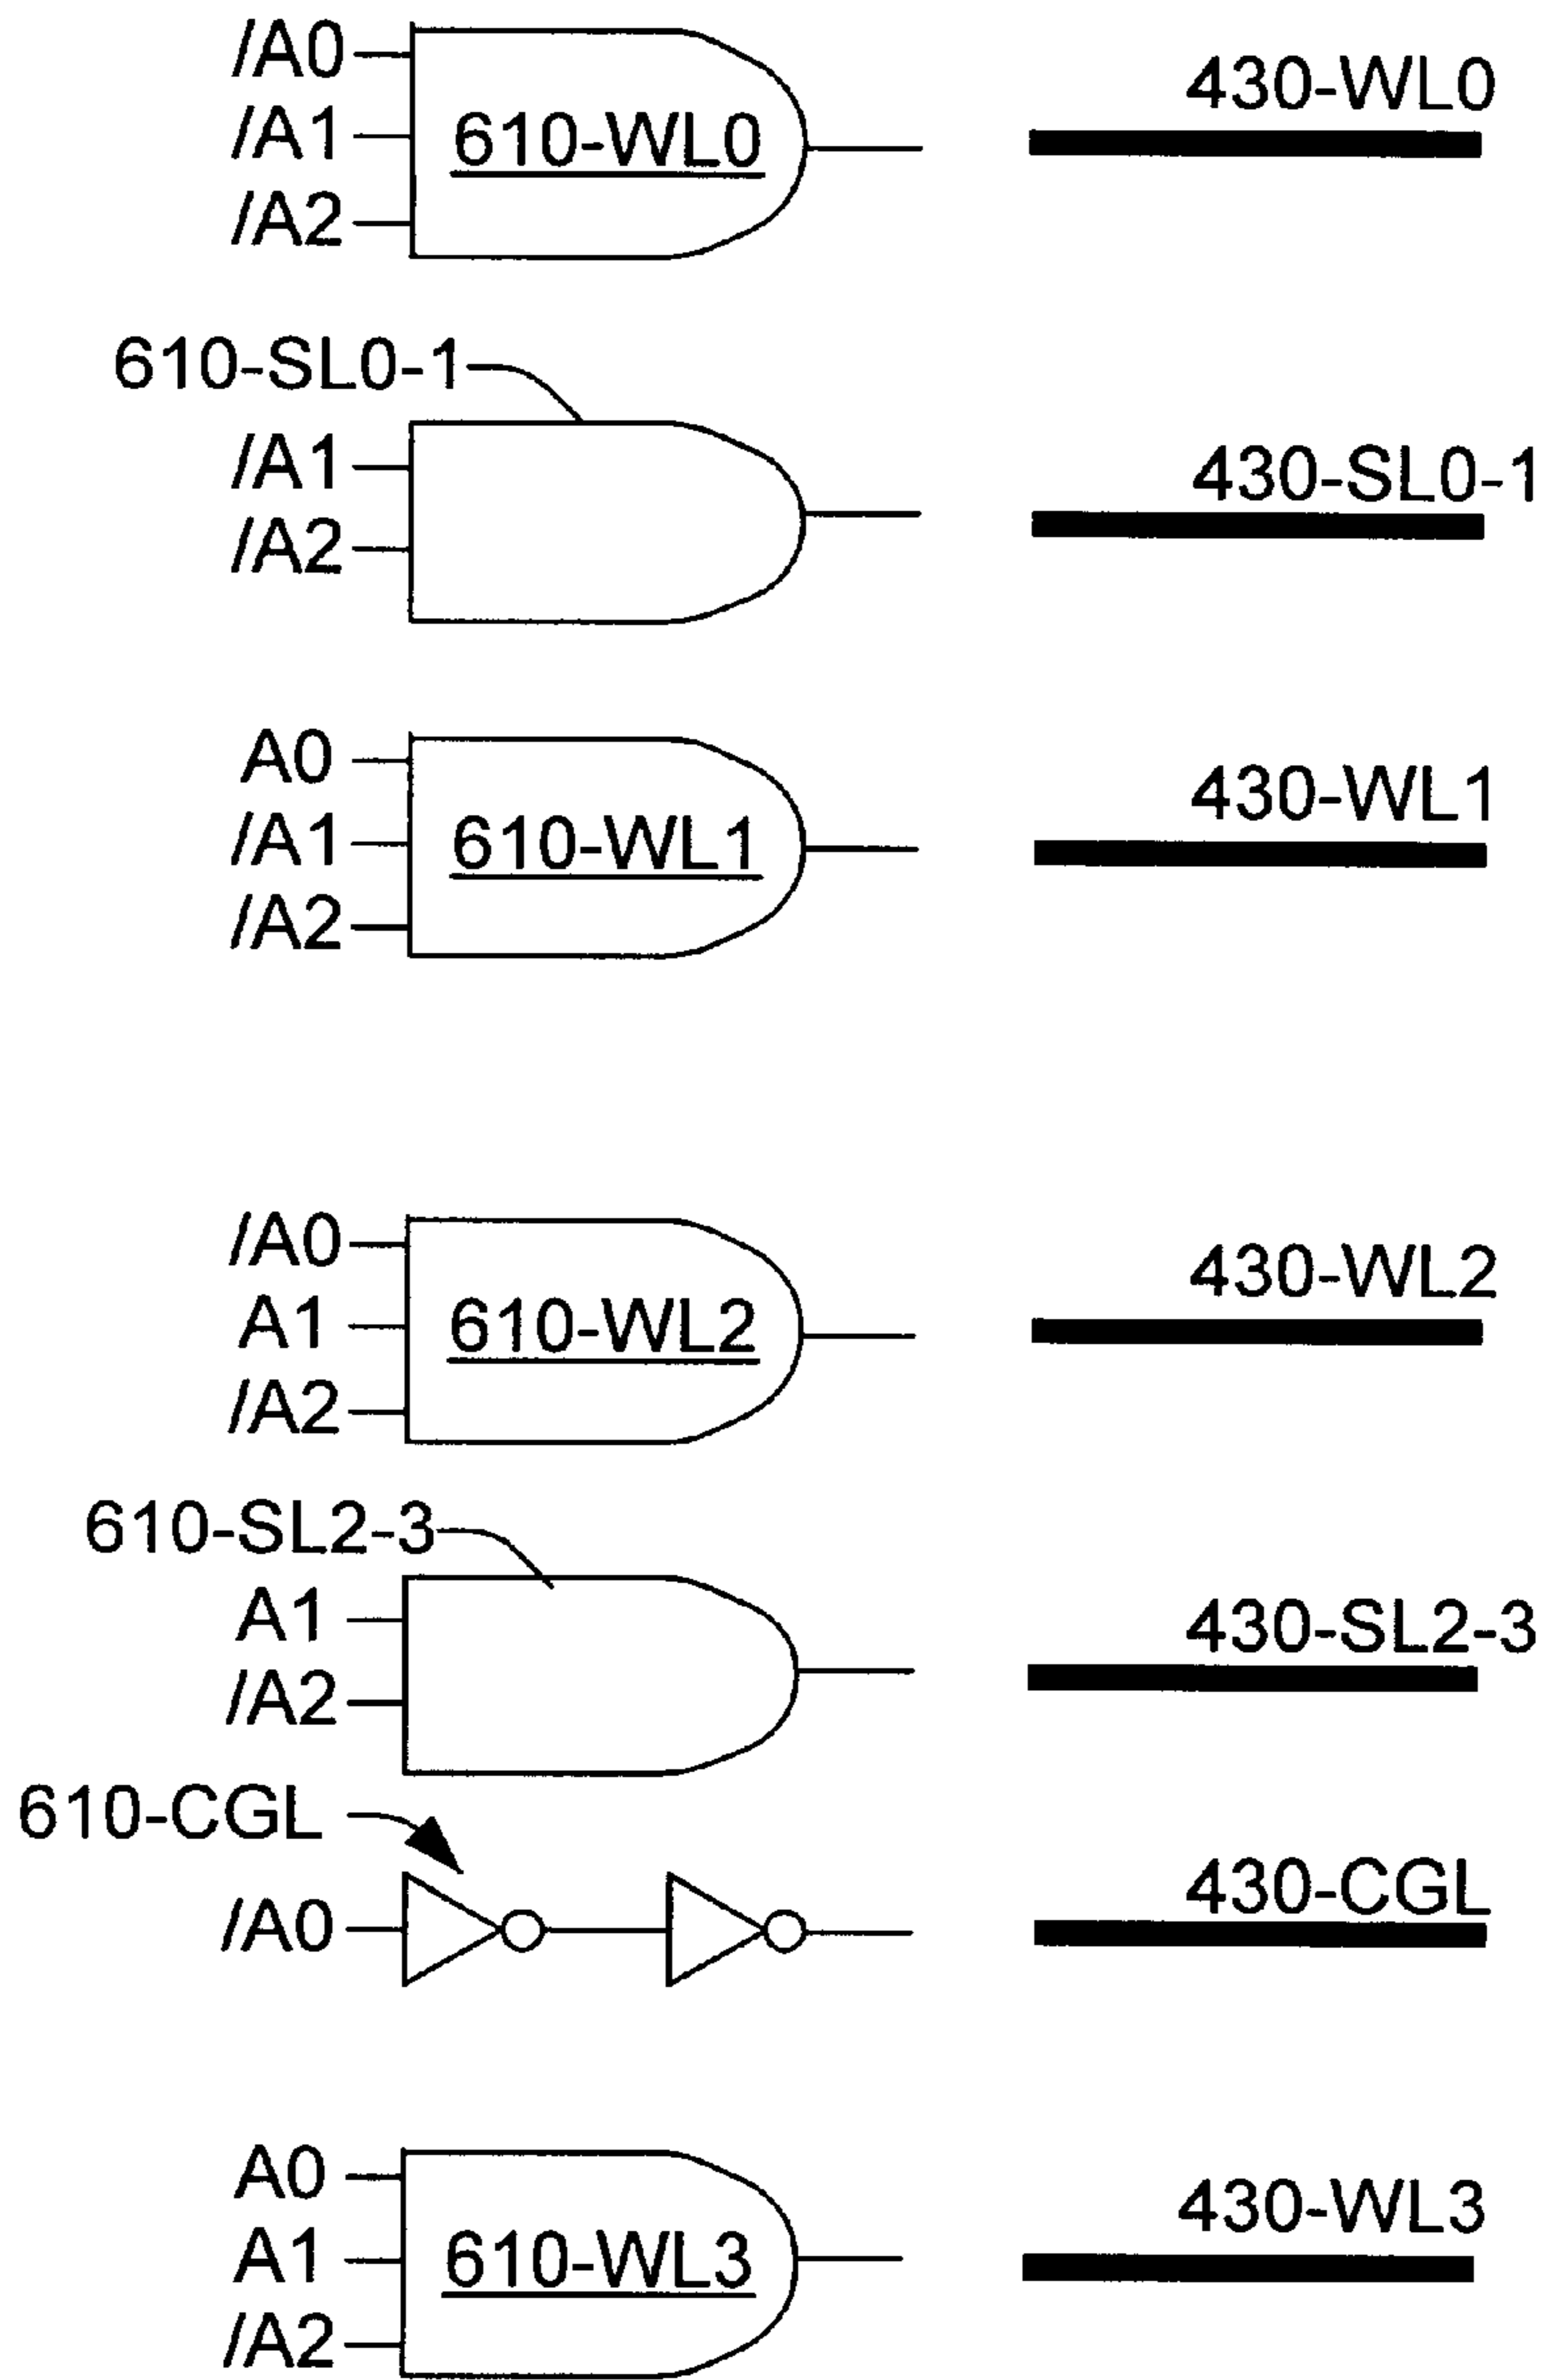 /A0
/A1
/A2
610-WL0
430-WL0
610-SL0-1
/A1
/A2
430-SL0-1
A0
/A1
/A2
610-WL1
430-WL1
/A0
A1
/A2
610-WL2
430-WL2
610-SL2-3
A1
/A2
430-SL2-3
610-CGL
/A0
430-CGL
A0
A1
/A2
610-WL3
430-WL3